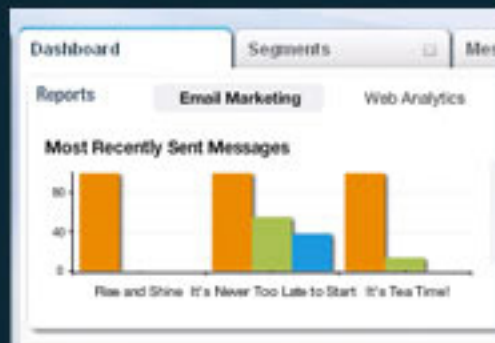 Dashboard
Segments
Mes
Reports
Email Marketing
Web Analytics
Most Recently Sent Messages
80
40
0
Rise and Shine
It's Never Too Late to Start
It's Tea Time!